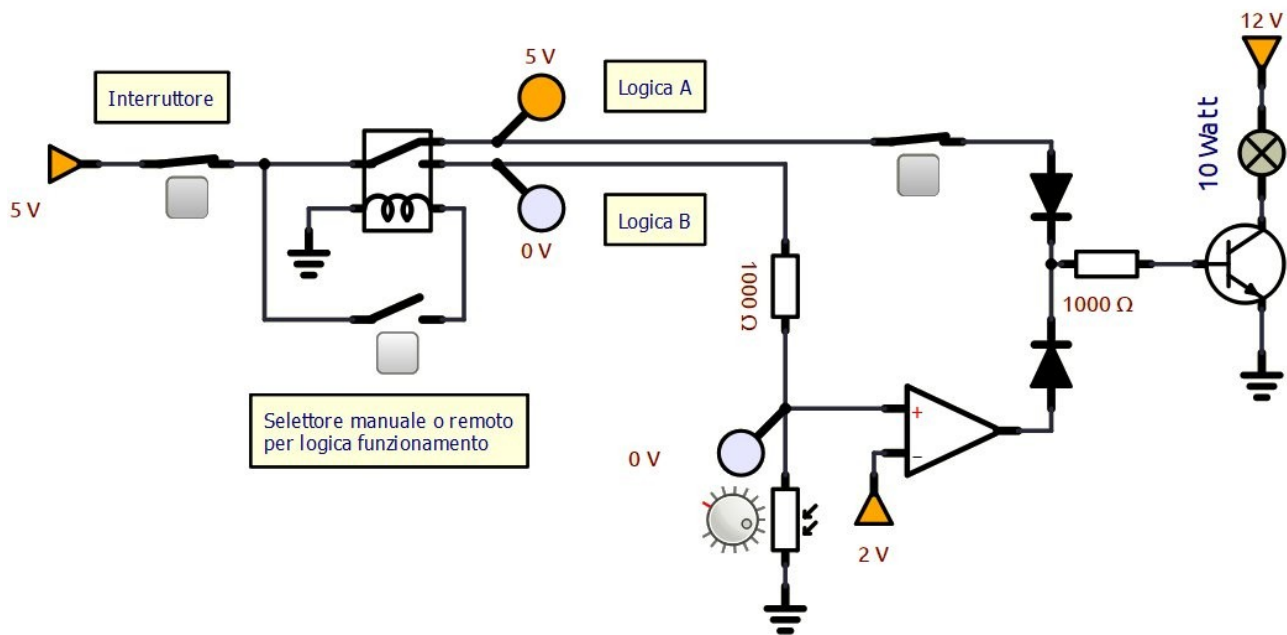 12 V
5 V
Logica A
Interruttore
10 Watt
5 V
Logica B
0 V
1000 Ω
1000 Ω
Selettore manuale o remoto
per logica funzionamento
+
0 V
−
2 V